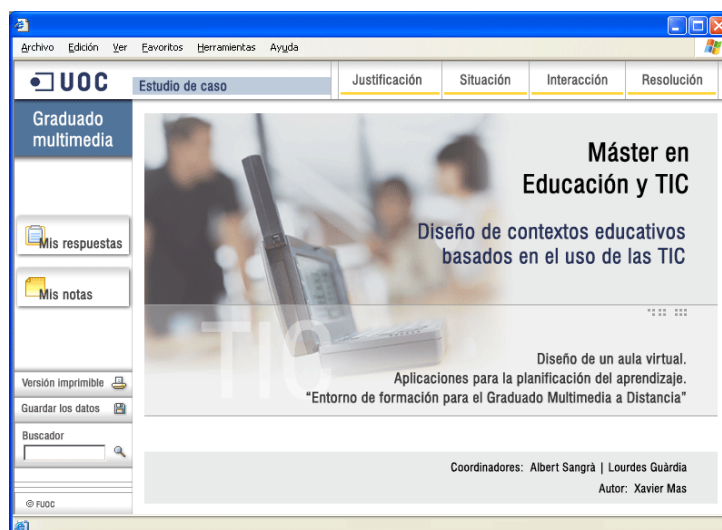 Archivo Edición Ver Favoritos Herramientas Ayuda
UOC
Estudio de caso
Justificación
Situación
Interacción
Resolución
Graduado
multimedia
Mis respuestas
Mis notas
Versión imprimible
Guardar los datos
Buscador
© FUOC
Máster en
Educación y TIC
Diseño de contextos educativos
basados en el uso de las TIC
TIC
Diseño de un aula virtual.
Aplicaciones para la planificación del aprendizaje.
“Entorno de formación para el Graduado Multimedia a Distancia”
Coordinadores: Albert Sangrà | Lourdes Guàrdia
Autor: Xavier Mas